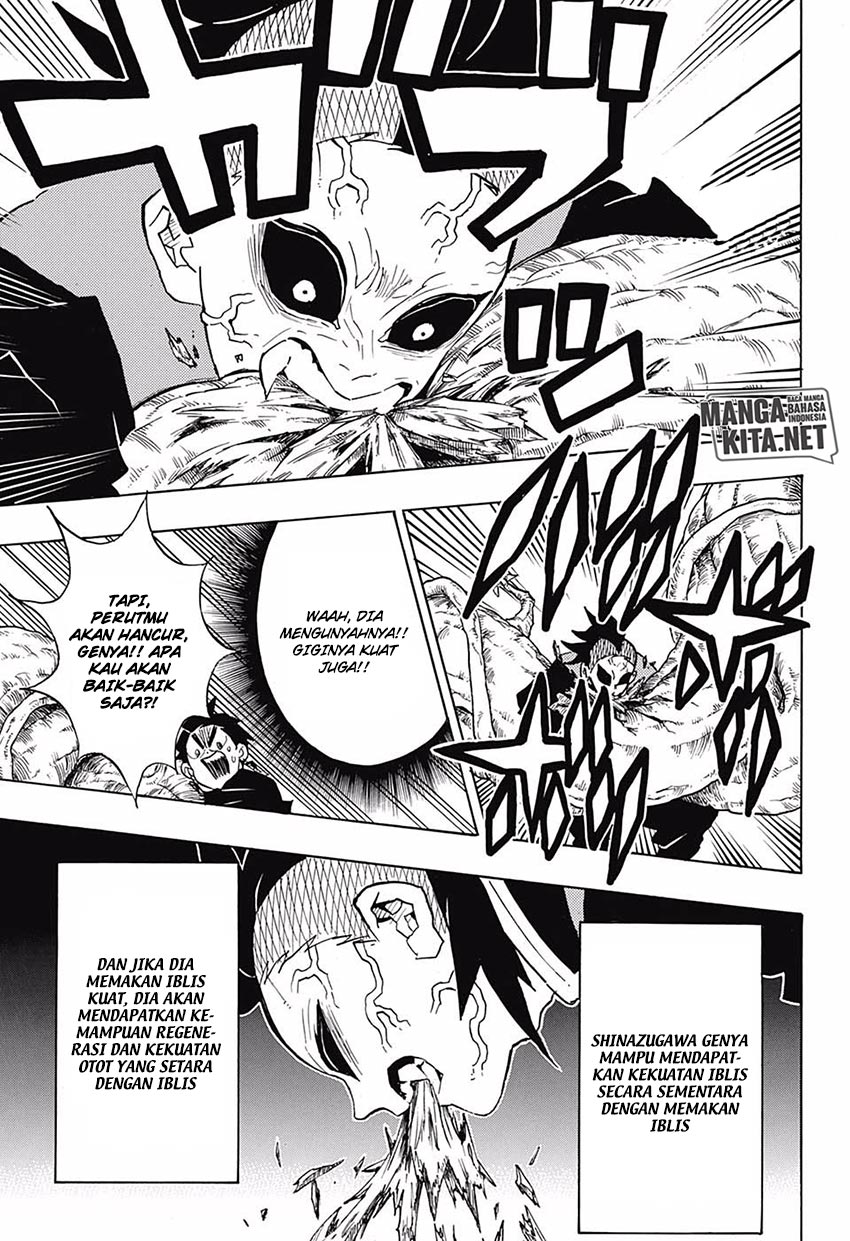 ギザ
MANGA
KITA.NET
BACA MANGA
BAHASA
INDONESIA
WAAH, DIA
MENGUNYAHNYA!!
GIGINYA KUAT
JUGA!!
TAPI,
PERUTMU
AKAN HANCUR,
GENYA!! APA
KAU AKAN
BAIK-BAIK
SAJA?!
SHINAZUGAWA GENYA
MAMPU MENDAPAT-
KAN KEKUATAN IBLIS
SECARA SEMENTARA
DENGAN MEMAKAN
IBLIS
DAN JIKA DIA
MEMAKAN IBLIS
KUAT, DIA AKAN
MENDAPATKAN KE-
MAMPUAN REGENE-
RASI DAN KEKUATAN
OTOT YANG SETARA
DENGAN IBLIS